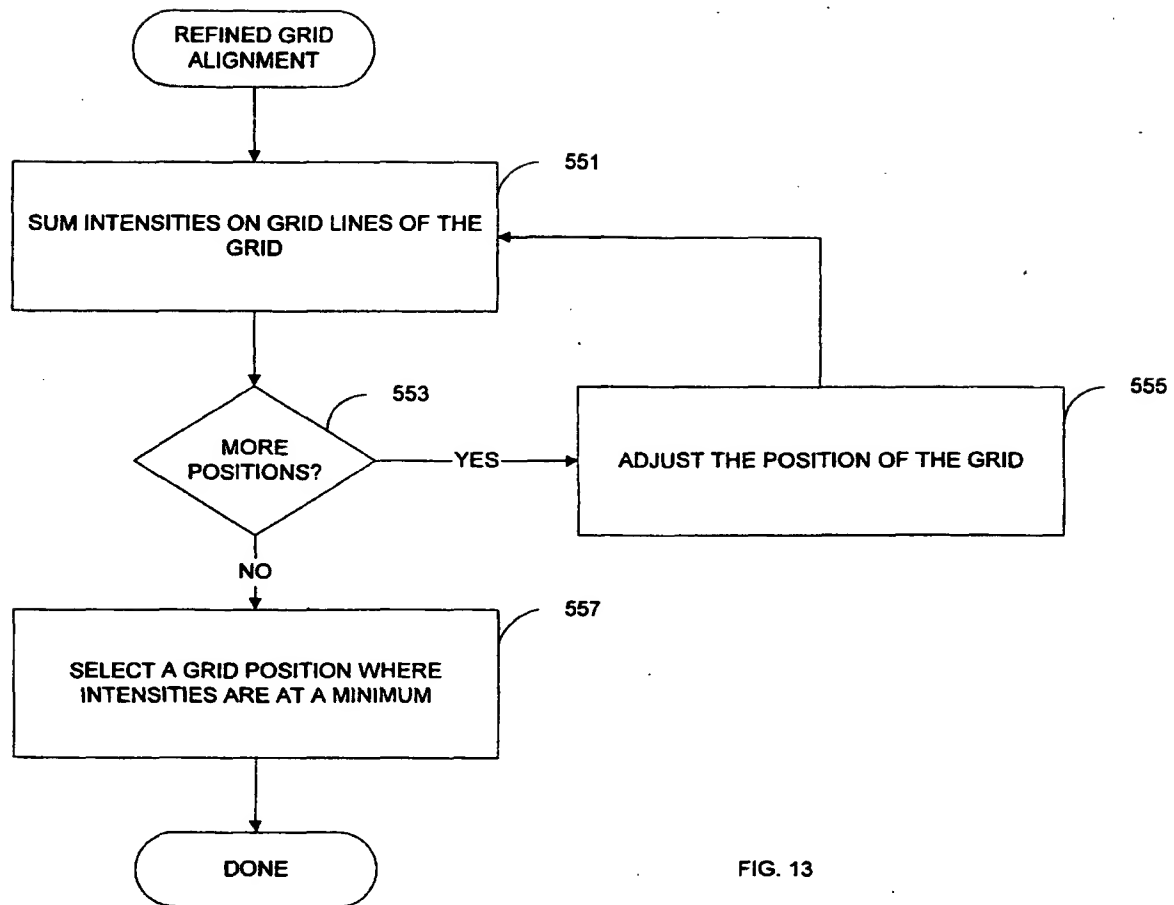 REFINED GRID
ALIGNMENT
551
SUM INTENSITIES ON GRID LINES OF THE
GRID
553
MORE
POSITIONS?
YES
555
ADJUST THE POSITION OF THE GRID
NO
557
SELECT A GRID POSITION WHERE
INTENSITIES ARE AT A MINIMUM
DONE
FIG. 13